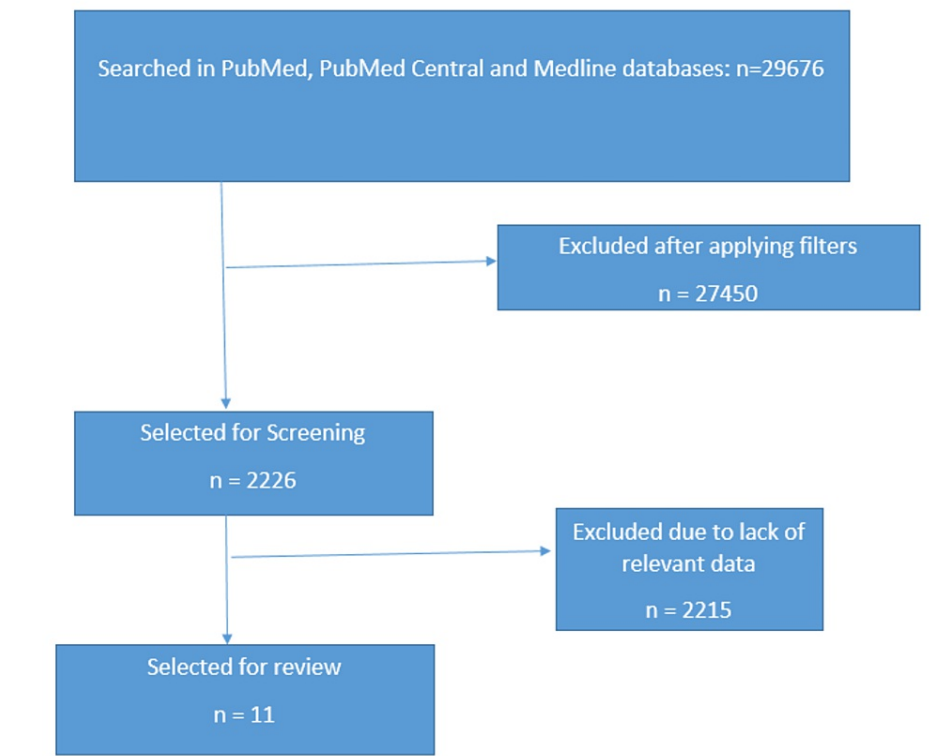 Searched in PubMed, PubMed Central and Medline databases: n=29676
Excluded after applying filters
n = 27450
Selected for Screening
n = 2226
Excluded due to lack of
relevant data
n = 2215
Selected for review
n = 11